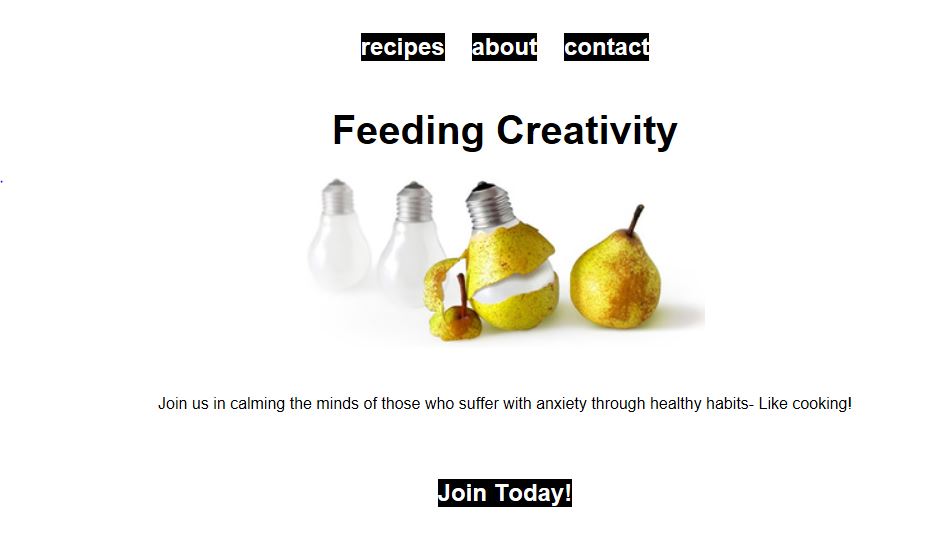 recipes about contact
Feeding Creativity
Join us in calming the minds of those who suffer with anxiety through healthy habits- Like cooking!
Join Today!